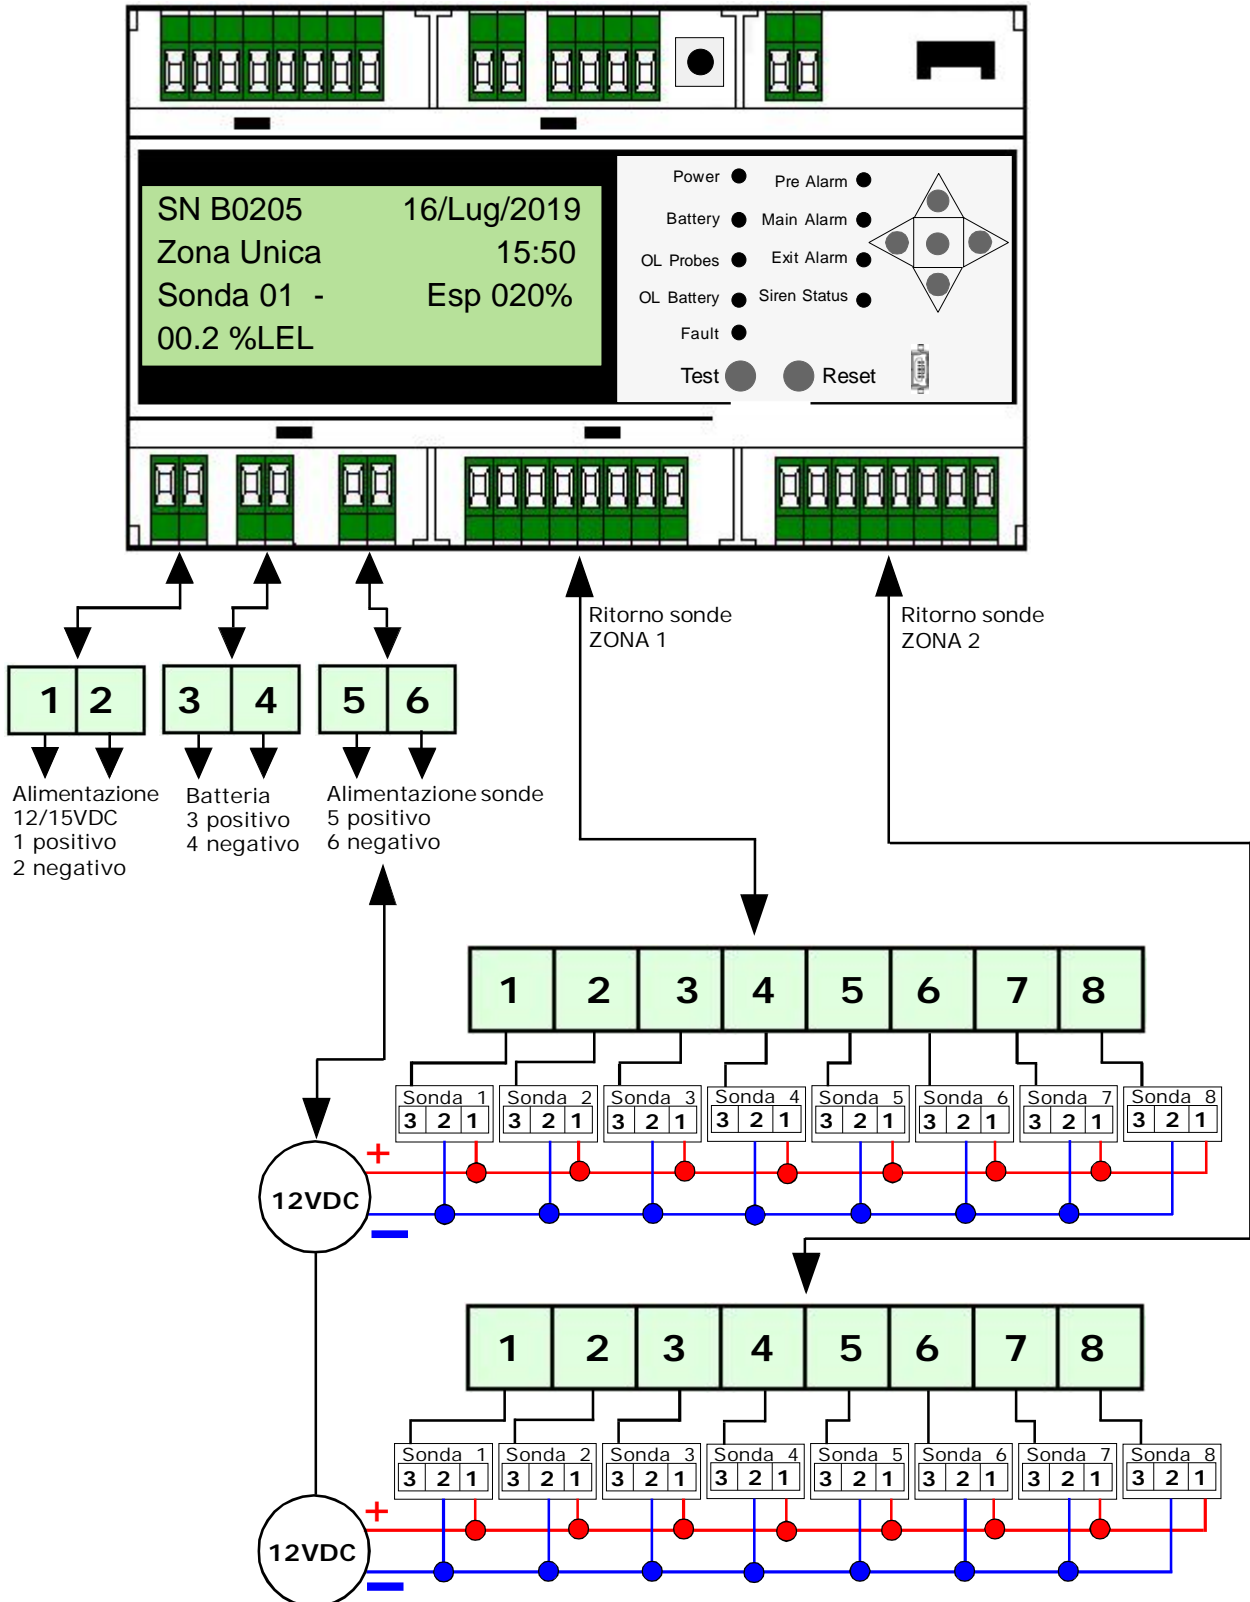 Power
Pre Alarm
SN B0205 16/Lug/2019
Battery
Main Alarm
Zona Unica 15:50
OL Probes
Exit Alarm
Sonda 01 - Esp 020%
OL Battery
Siren Status
00.2 %LEL
Fault
Test
Reset
Ritorno sonde
ZONA 1
Ritorno sonde
ZONA 2
1 2
3 4
5 6
Alimentazione
12/15VDC
1 positivo
2 negativo
Batteria
3 positivo
4 negativo
Alimentazione sonde
5 positivo
6 negativo
1 2 3 4 5 6 7 8
Sonda 1
3 2 1
Sonda 2
3 2 1
Sonda 3
3 2 1
Sonda 4
3 2 1
Sonda 5
3 2 1
Sonda 6
3 2 1
Sonda 7
3 2 1
Sonda 8
3 2 1
+
12VDC
1 2 3 4 5 6 7 8
Sonda 1
3 2 1
Sonda 2
3 2 1
Sonda 3
3 2 1
Sonda 4
3 2 1
Sonda 5
3 2 1
Sonda 6
3 2 1
Sonda 7
3 2 1
Sonda 8
3 2 1
+
12VDC